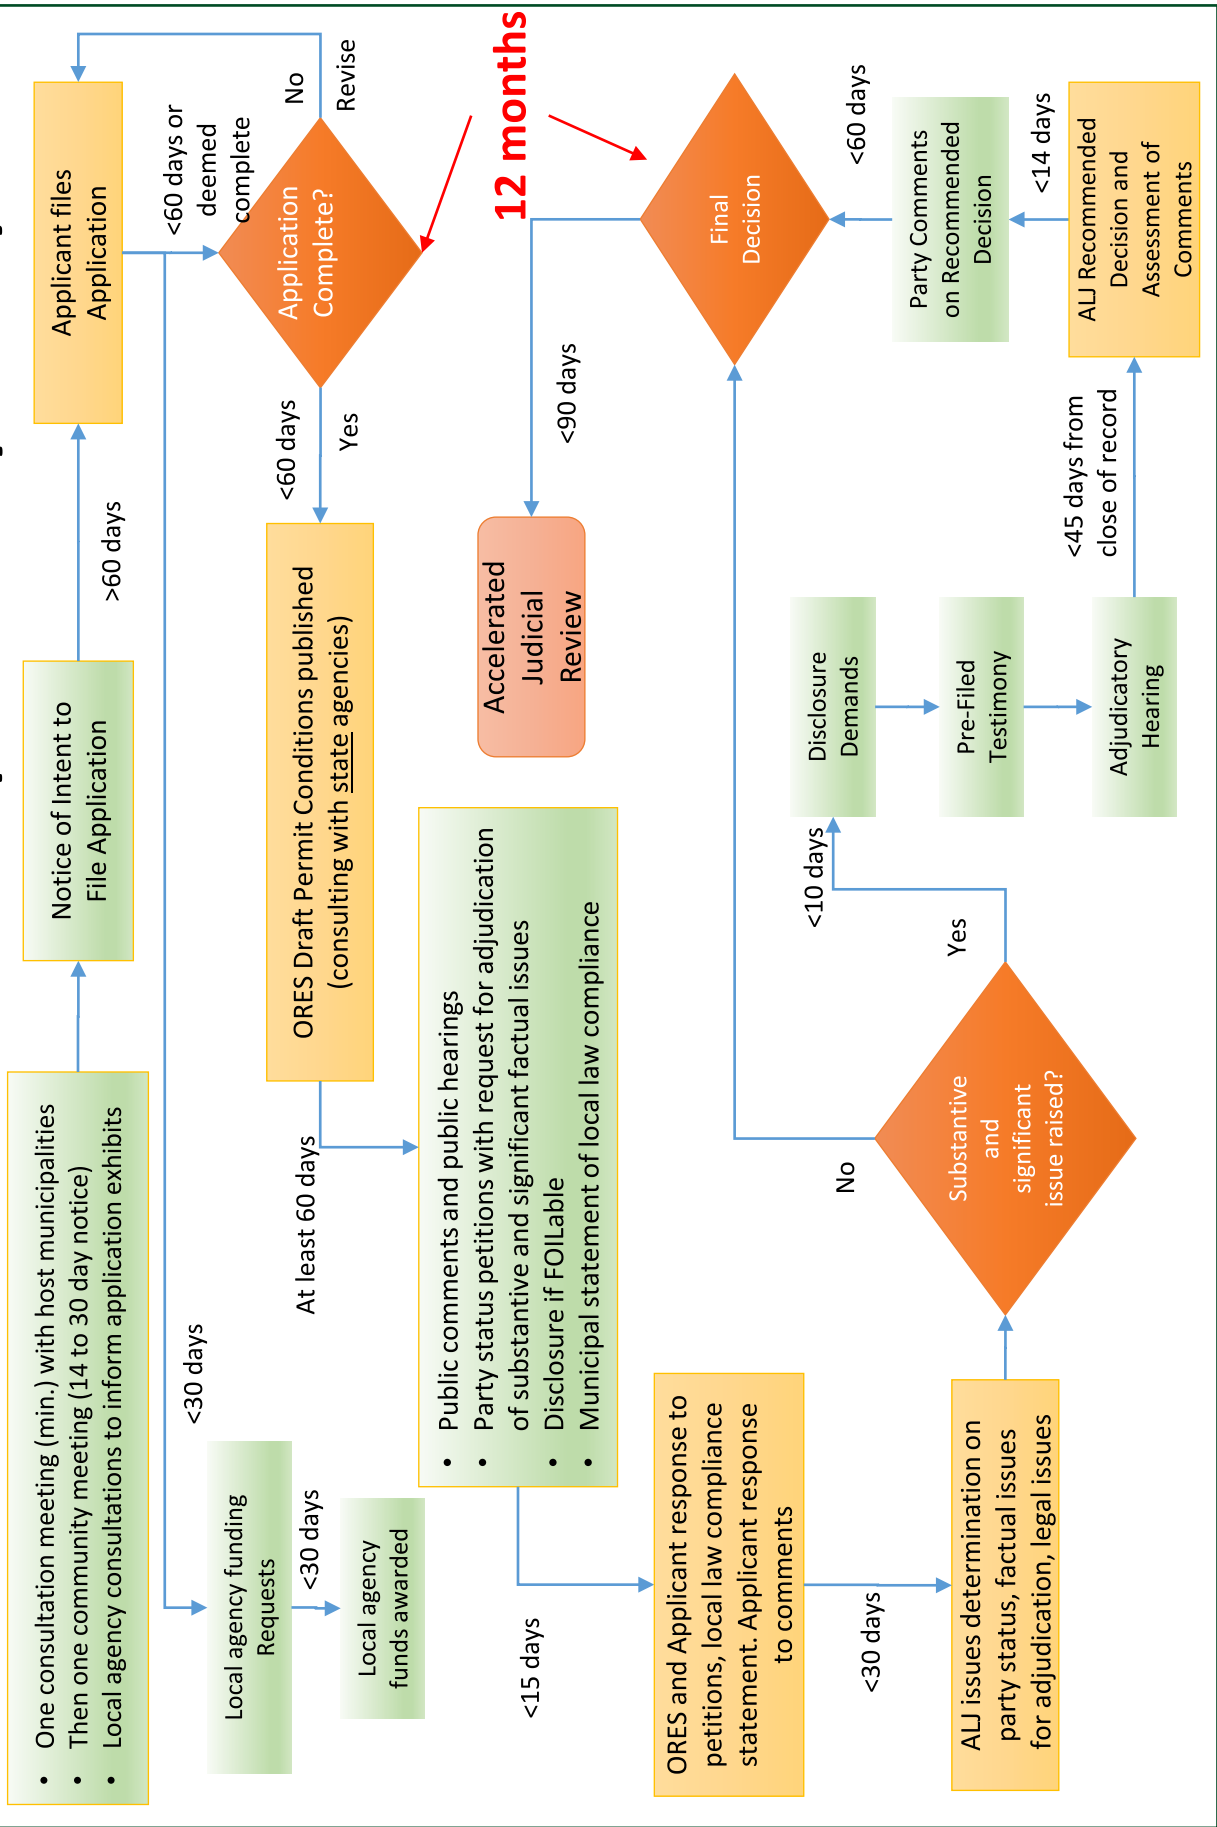 • One consultation meeting (min.) with host municipalities
• Then one community meeting (14 to 30 day notice)
• Local agency consultations to inform application exhibits
Notice of Intent to
File Application
>60 days
Applicant files
Application
<60 days or
deemed
complete
No
Revise
Application
Complete?
<30 days
Local agency funding
Requests
<30 days
Local agency
funds awarded
<60 days
Yes
ORES Draft Permit Conditions published
(consulting with state agencies)
At least 60 days
12 months
• Public comments and public hearings
• Party status petitions with request for adjudication
of substantive and significant factual issues
• Disclosure if FOILable
• Municipal statement of local law compliance
Accelerated
Judicial
Review
<90 days
Final
Decision
<15 days
ORES and Applicant response to
petitions, local law compliance
statement. Applicant response
to comments
<30 days
ALJ issues determination on
party status, factual issues
for adjudication, legal issues
No
Substantive
and
significant
issue raised?
Yes
<10 days
Disclosure
Demands
Pre-Filed
Testimony
Adjudicatory
Hearing
<45 days from
close of record
ALJ Recommended
Decision and
Assessment of
Comments
<14 days
Party Comments
on Recommended
Decision
<60 days